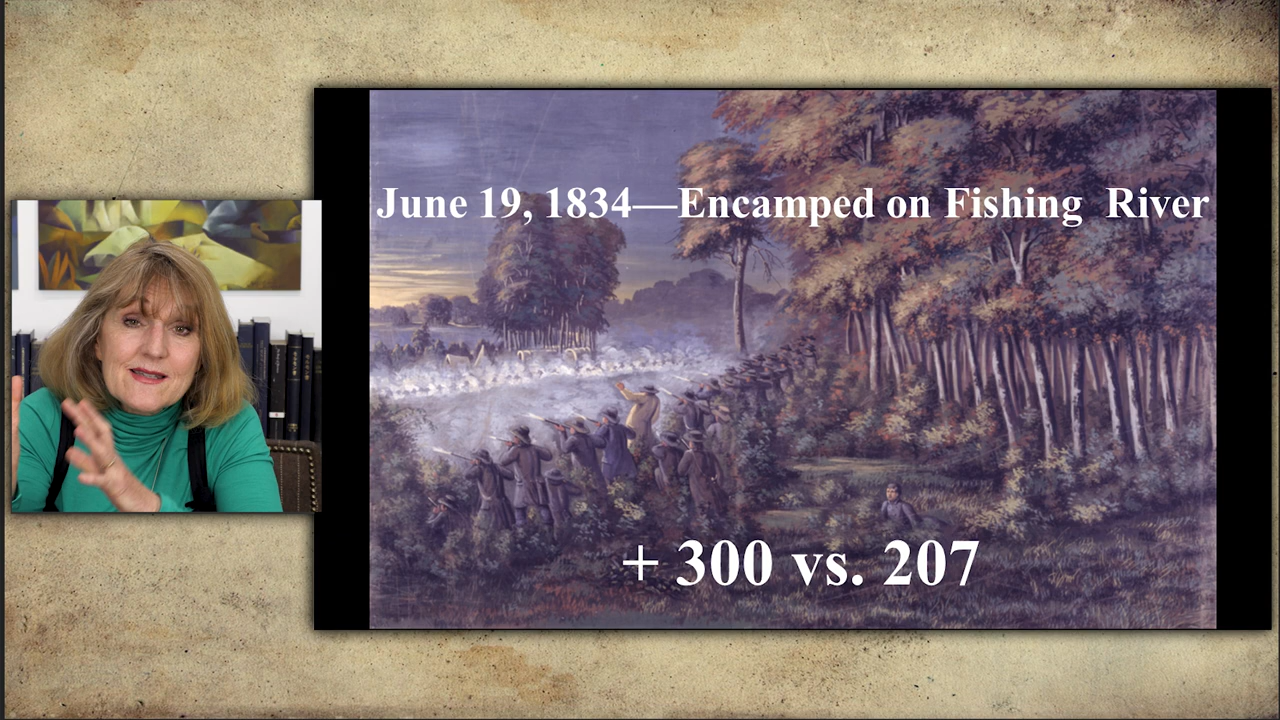 June 19, 1834—Encamped on Fishing River
+ 300 vs. 207